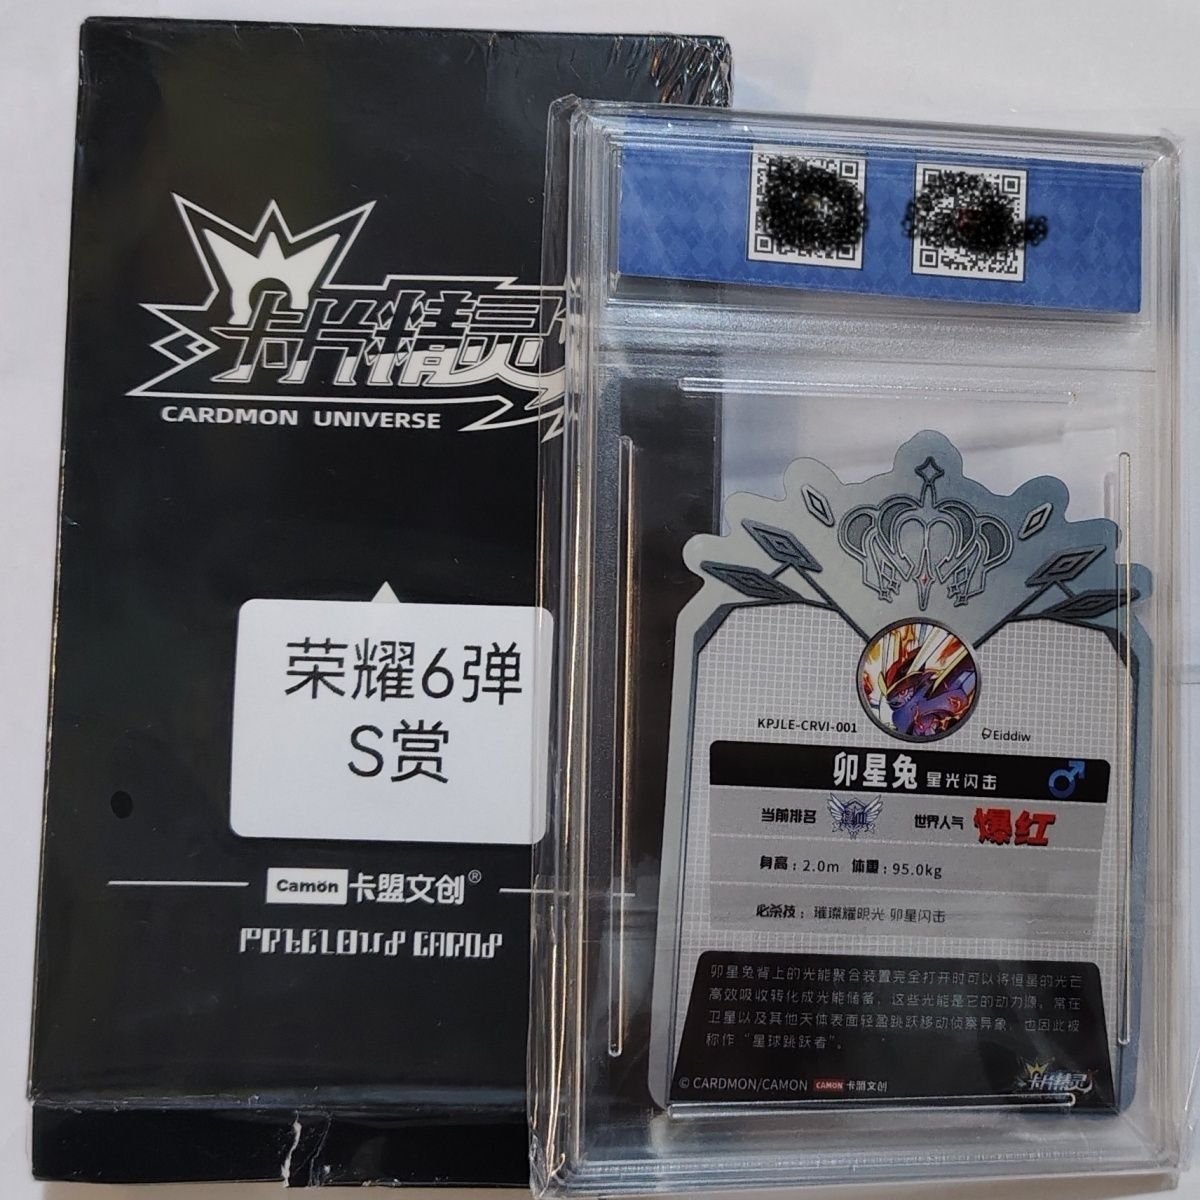 卡片精灵
CARDMON UNIVERSE
荣耀6弹
S赏
Camon 卡盟文创®
KPJLE-CRVI-001
Eiddiw
卯星兔 星光闪击 ♂
当前排名
世界人气 爆红
身高：2.0m 体重：95.0kg
必杀技：璀璨耀眼光 卯星闪击
卯星兔背上的光能聚合装置完全打开时可以将恒星的光芒
高效吸收转化成光能储备，这些光能是它的动力源。常在
卫星以及其他天体表面轻盈跳跃移动侦察异象，也因此被
称作“星球跳跃者”。
© CARDMON/CAMON CAMON 卡盟文创
卡片精灵